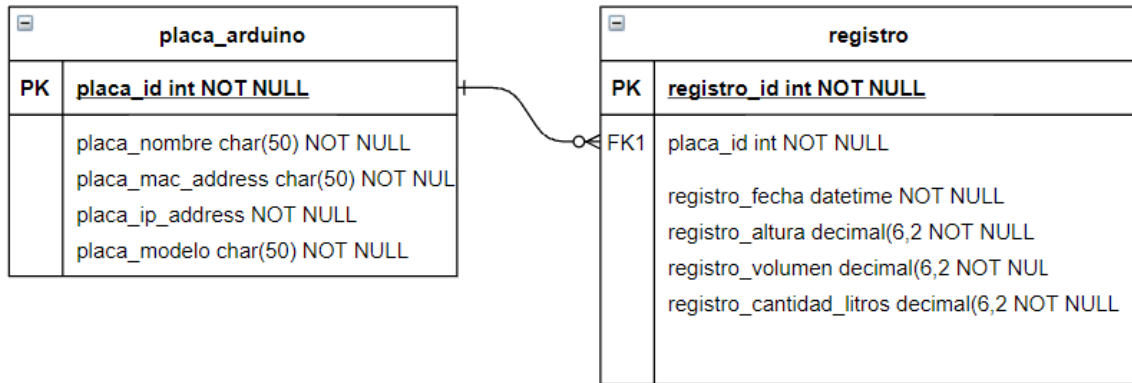 placa_arduino
PK placa_id int NOT NULL
placa_nombre char(50) NOT NULL
placa_mac_address char(50) NOT NUL
placa_ip_address NOT NULL
placa_modelo char(50) NOT NULL
registro
PK registro_id int NOT NULL
FK1 placa_id int NOT NULL
registro_fecha datetime NOT NULL
registro_altura decimal(6,2 NOT NULL
registro_volumen decimal(6,2 NOT NUL
registro_cantidad_litros decimal(6,2 NOT NULL